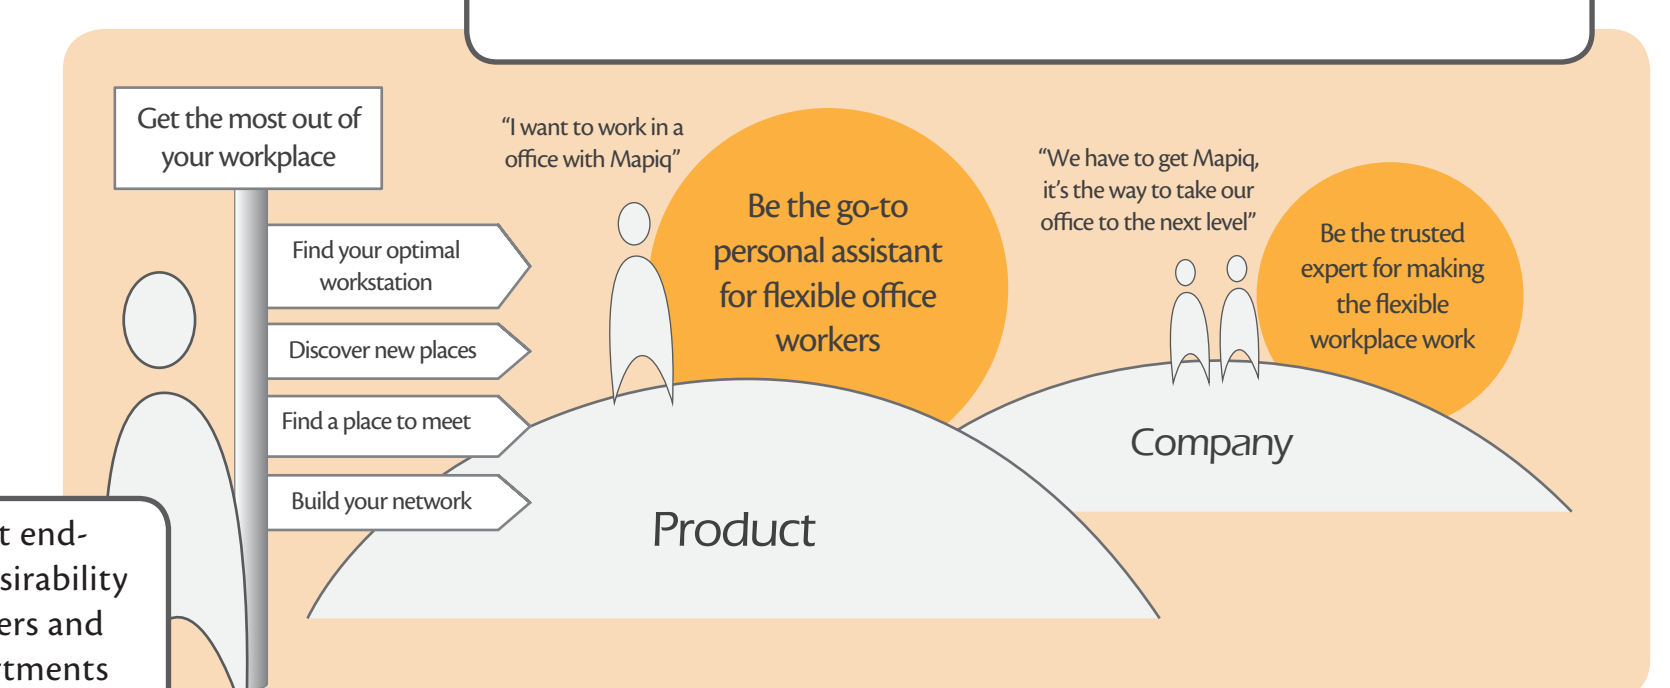 Get the most out of
your workplace
Find your optimal
workstation
Discover new places
Find a place to meet
Build your network
“I want to work in a
office with Mapiq”
Be the go-to
personal assistant
for flexible office
workers
Product
“We have to get Mapiq,
it’s the way to take our
office to the next level”
Be the trusted
expert for making
the flexible
workplace work
Company
end-
and